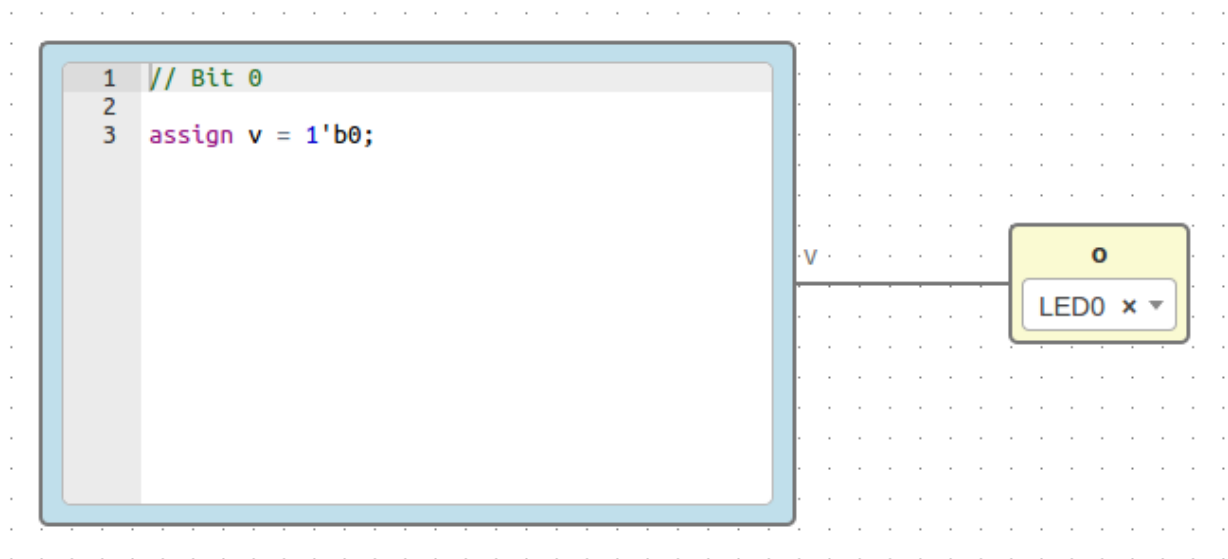 1 // Bit 0
2
3 assign v = 1'b0;
v
o
LED0 × ▾